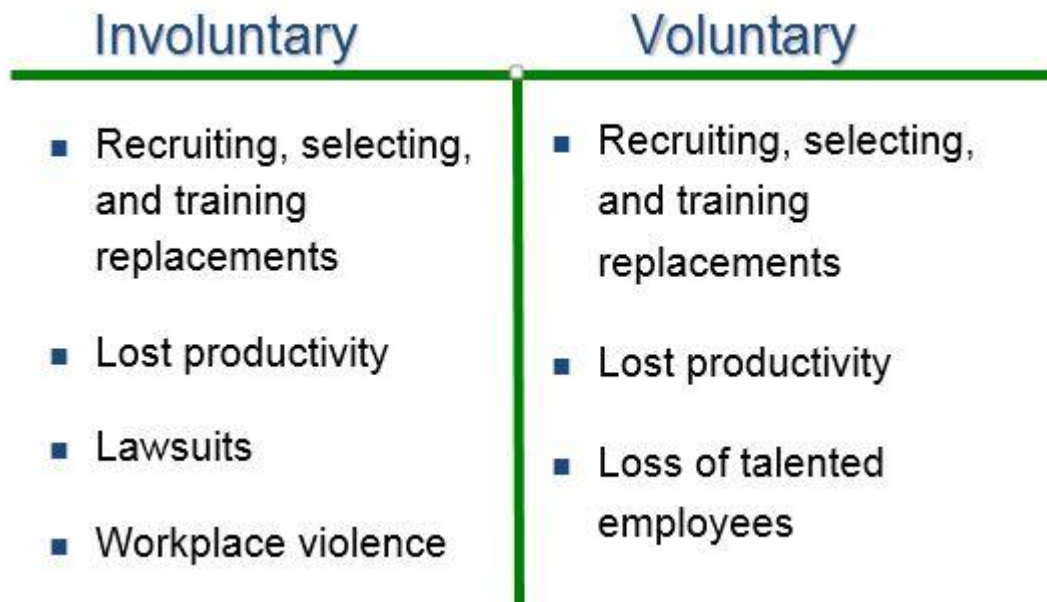 Involuntary
Recruiting, selecting,
and training
replacements
Lost productivity
Lawsuits
Workplace violence
Voluntary
Recruiting, selecting,
and training
replacements
Lost productivity
Loss of talented
employees